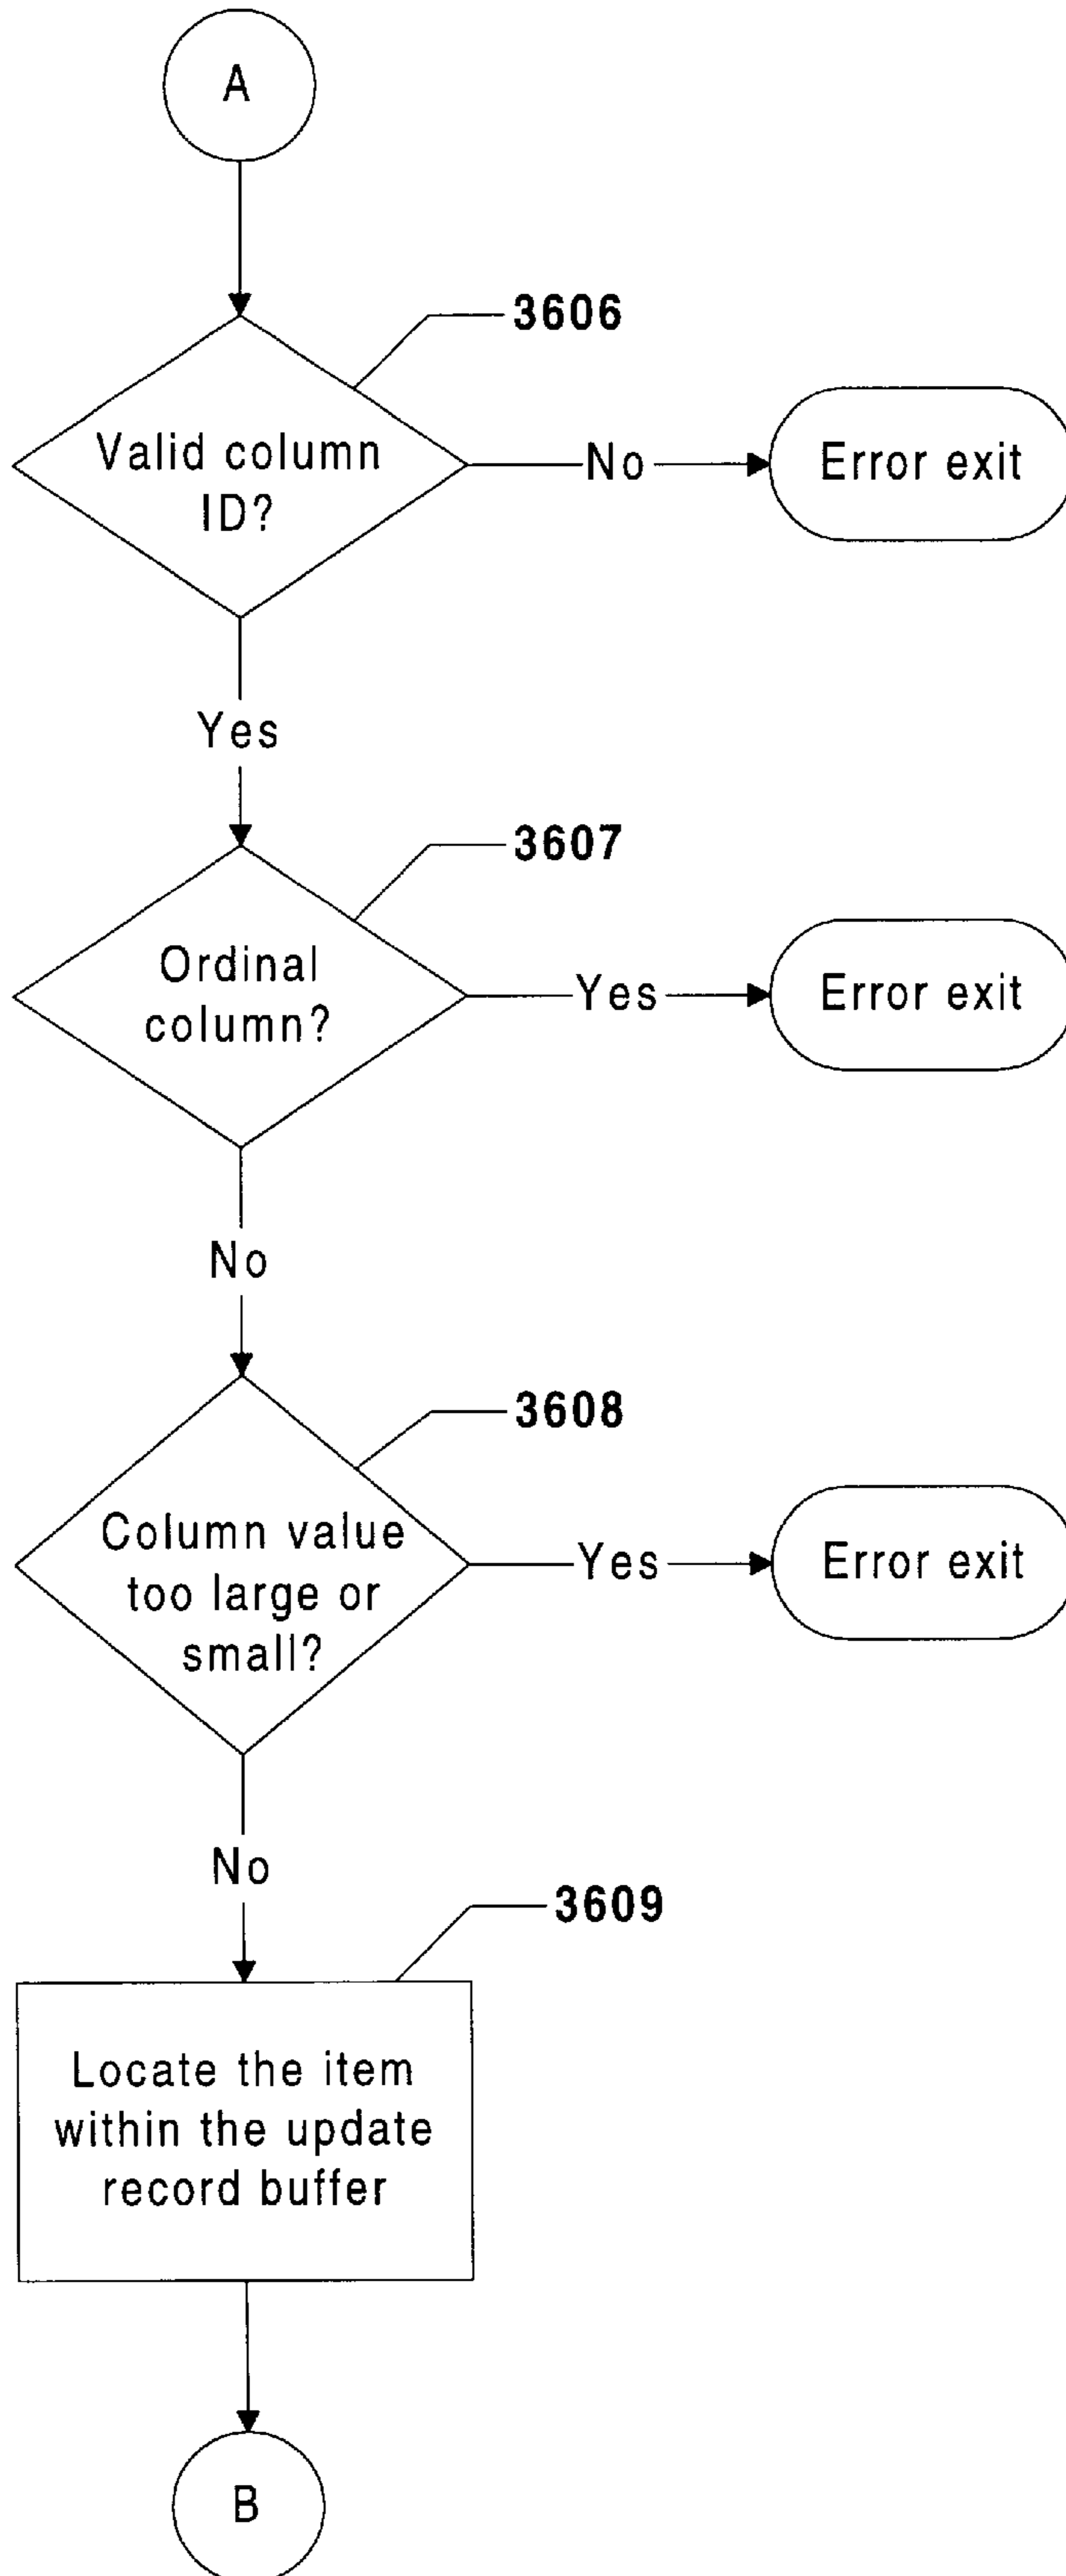 A
3606
Valid column
ID?
No
Error exit
Yes
3607
Ordinal
column?
Yes
Error exit
No
3608
Column value
too large or
small?
Yes
Error exit
No
3609
Locate the item
within the update
record buffer
B